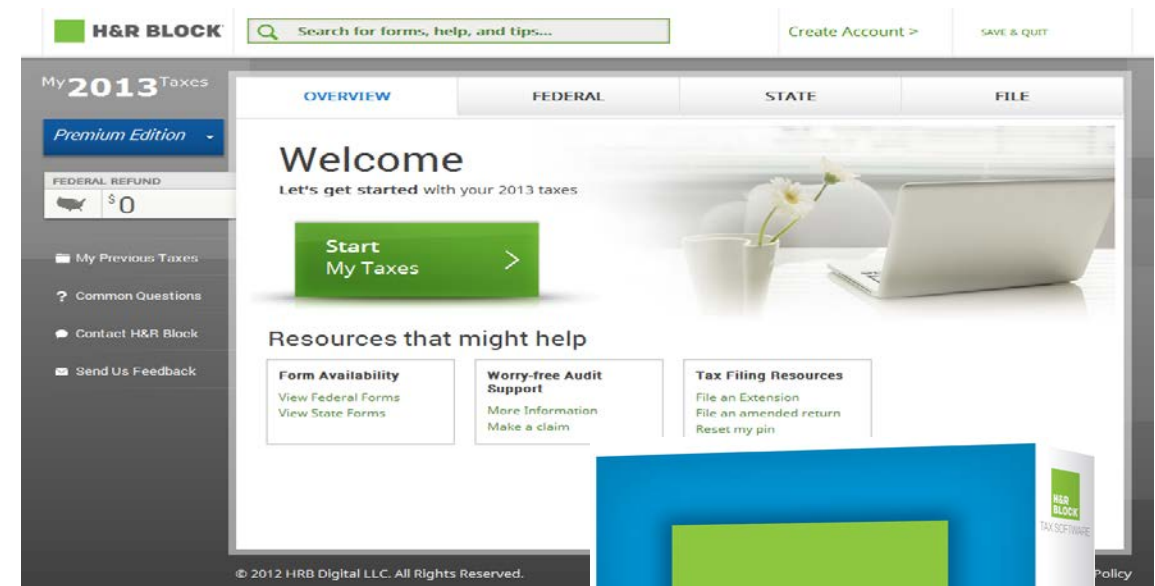 H&R BLOCK
Search for forms, help, and tips...
Create Account >
SAVE & QUIT
My 2013 Taxes
OVERVIEW
FEDERAL
STATE
FILE
Premium Edition
FEDERAL REFUND
$0
My Previous Taxes
? Common Questions
Contact H&R Block
Send Us Feedback
Welcome
Let's get started with your 2013 taxes
Start
My Taxes
Resources that might help
Form Availability
View Federal Forms
View State Forms
Worry-free Audit
Support
More Information
Make a claim
Tax Filing Resources
File an Extension
File an amended return
Reset my pin
H&R
BLOCK
TAX SOFTWARE
© 2012 HRB Digital LLC. All Rights Reserved.
Policy